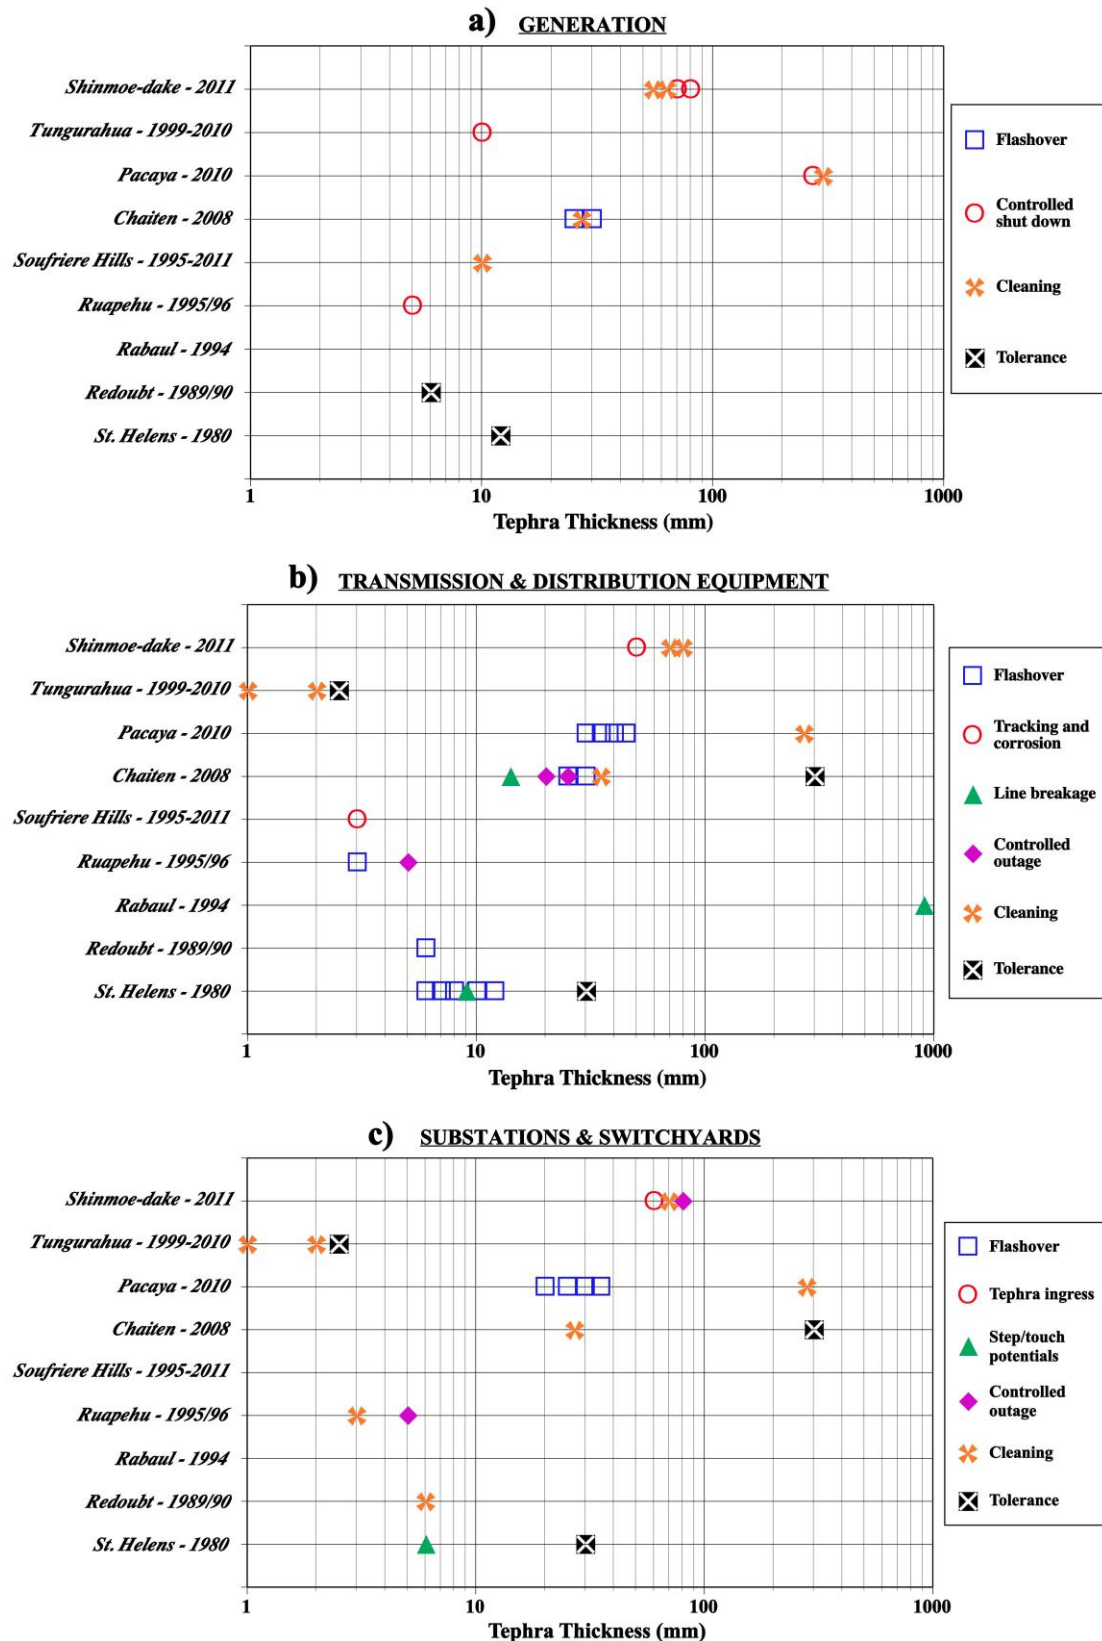 a) GENERATION
Shinmoe-dake - 2011
Tungurahua - 1999-2010
Pacaya - 2010
Chaiten - 2008
Soufriere Hills - 1995-2011
Ruapehu - 1995/96
Rabaul - 1994
Redoubt - 1989/90
St. Helens - 1980
1 10 100 1000
Tephra Thickness (mm)
Flashover
Controlled
shut down
Cleaning
Tolerance
b) TRANSMISSION & DISTRIBUTION EQUIPMENT
Shinmoe-dake - 2011
Tungurahua - 1999-2010
Pacaya - 2010
Chaiten - 2008
Soufriere Hills - 1995-2011
Ruapehu - 1995/96
Rabaul - 1994
Redoubt - 1989/90
St. Helens - 1980
1 10 100 1000
Tephra Thickness (mm)
Flashover
Tracking and
corrosion
Line breakage
Controlled
outage
Cleaning
Tolerance
c) SUBSTATIONS & SWITCHYARDS
Shinmoe-dake - 2011
Tungurahua - 1999-2010
Pacaya - 2010
Chaiten - 2008
Soufriere Hills - 1995-2011
Ruapehu - 1995/96
Rabaul - 1994
Redoubt - 1989/90
St. Helens - 1980
1 10 100 1000
Tephra Thickness (mm)
Flashover
Tephra ingress
Step/touch
potentials
Controlled
outage
Cleaning
Tolerance